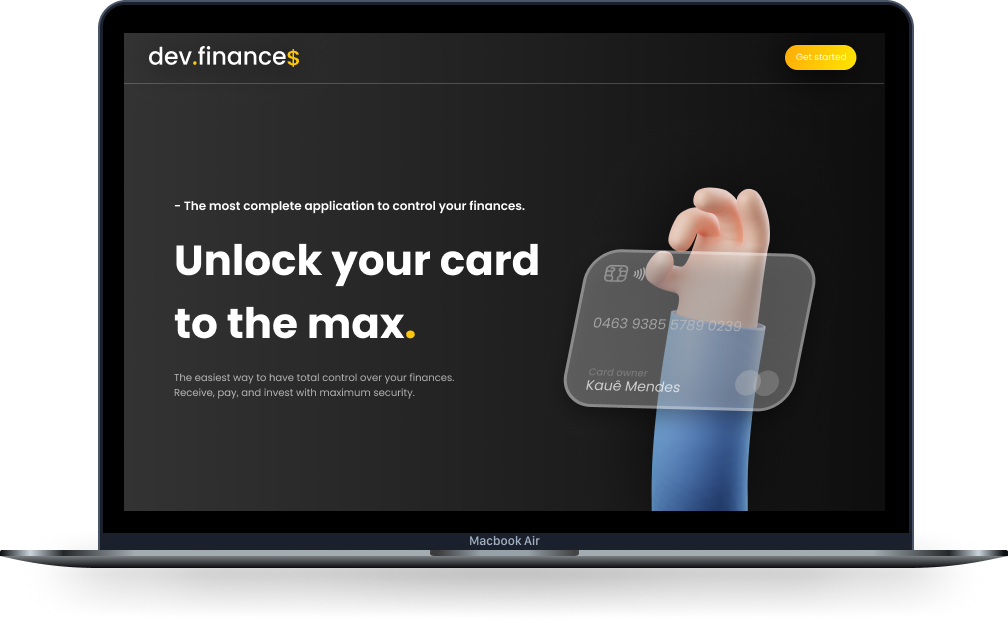 dev.finance$
Get started
- The most complete application to control your finances.
Unlock your card
to the max.
The easiest way to have total control over your finances.
Receive, pay, and invest with maximum security.
0463 9385 5789 0239
Card owner
Kauê Mendes
Macbook Air